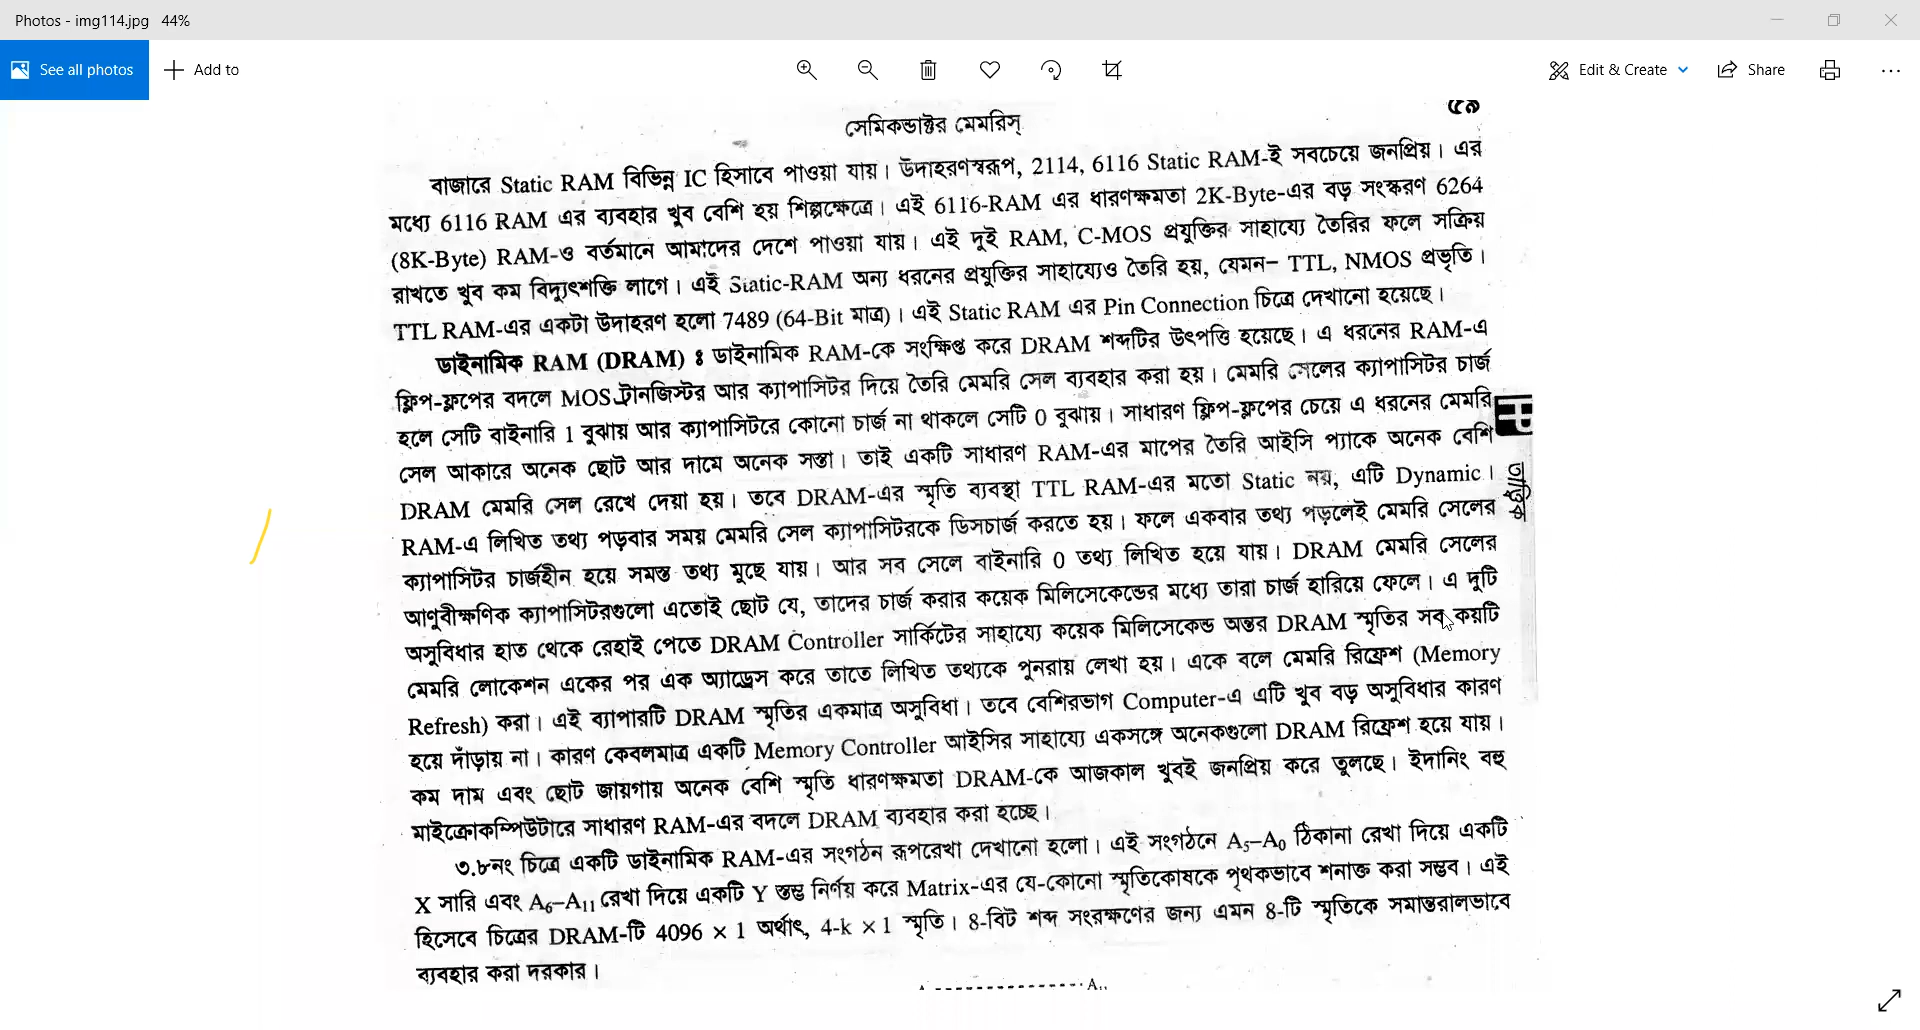 Photos - img114.jpg 44%
See all photos
Add to
Edit & Create
Share
৫৯
সেমিকন্ডাক্টর মেমরিস্
বাজারে Static RAM বিভিন্ন IC হিসাবে পাওয়া যায়। উদাহরণস্বরূপ, 2114, 6116 Static RAM-ই সবচেয়ে জনপ্রিয়। এর
মধ্যে 6116 RAM এর ব্যবহার খুব বেশি হয় শিল্পক্ষেত্রে। এই 6116-RAM এর ধারণক্ষমতা 2K-Byte-এর বড় সংস্করণ 6264
(8K-Byte) RAM-ও বর্তমানে আমাদের দেশে পাওয়া যায়। এই দুই RAM, C-MOS প্রযুক্তির সাহায্যে তৈরির ফলে সক্রিয়
রাখতে খুব কম বিদ্যুৎশক্তি লাগে। এই Static-RAM অন্য ধরনের প্রযুক্তির সাহায্যেও তৈরি হয়, যেমন− TTL, NMOS প্রভৃতি।
TTL RAM-এর একটা উদাহরণ হলো 7489 (64-Bit মাত্র)। এই Static RAM এর Pin Connection চিত্রে দেখানো হয়েছে।
ডাইনামিক RAM (DRAM) ঃ ডাইনামিক RAM-কে সংক্ষিপ্ত করে DRAM শব্দটির উৎপত্তি হয়েছে। এ ধরনের RAM-এ
ফ্লিপ-ফ্লপের বদলে MOS ট্রানজিস্টর আর ক্যাপাসিটর দিয়ে তৈরি মেমরি সেল ব্যবহার করা হয়। মেমরি সেলের ক্যাপাসিটর চার্জ
হলে সেটি বাইনারি 1 বুঝায় আর ক্যাপাসিটরে কোনো চার্জ না থাকলে সেটি 0 বুঝায়। সাধারণ ফ্লিপ-ফ্লপের চেয়ে এ ধরনের মেমরি
সেল আকারে অনেক ছোট আর দামে অনেক সস্তা। তাই একটি সাধারণ RAM-এর মাপের তৈরি আইসি প্যাকে অনেক বেশি
DRAM মেমরি সেল রেখে দেয়া হয়। তবে DRAM-এর স্মৃতি ব্যবস্থা TTL RAM-এর মতো Static নয়, এটি Dynamic।
RAM-এ লিখিত তথ্য পড়বার সময় মেমরি সেল ক্যাপাসিটরকে ডিসচার্জ করতে হয়। ফলে একবার তথ্য পড়লেই মেমরি সেলের
ক্যাপাসিটর চার্জহীন হয়ে সমস্ত তথ্য মুছে যায়। আর সব সেলে বাইনারি 0 তথ্য লিখিত হয়ে যায়। DRAM মেমরি সেলের
আণুবীক্ষণিক ক্যাপাসিটরগুলো এতোই ছোট যে, তাদের চার্জ করার কয়েক মিলিসেকেন্ডের মধ্যে তারা চার্জ হারিয়ে ফেলে। এ দুটি
অসুবিধার হাত থেকে রেহাই পেতে DRAM Controller সার্কিটের সাহায্যে কয়েক মিলিসেকেন্ড অন্তর DRAM স্মৃতির সব কয়টি
মেমরি লোকেশন একের পর এক অ্যাড্রেস করে তাতে লিখিত তথ্যকে পুনরায় লেখা হয়। একে বলে মেমরি রিফ্রেশ (Memory
Refresh) করা। এই ব্যাপারটি DRAM স্মৃতির একমাত্র অসুবিধা। তবে বেশিরভাগ Computer-এ এটি খুব বড় অসুবিধার কারণ
হয়ে দাঁড়ায় না। কারণ কেবলমাত্র একটি Memory Controller আইসির সাহায্যে একসঙ্গে অনেকগুলো DRAM রিফ্রেশ হয়ে যায়।
কম দাম এবং ছোট জায়গায় অনেক বেশি স্মৃতি ধারণক্ষমতা DRAM-কে আজকাল খুবই জনপ্রিয় করে তুলছে। ইদানিং বহু
মাইক্রোকম্পিউটারে সাধারণ RAM-এর বদলে DRAM ব্যবহার করা হচ্ছে।
৩.৮নং চিত্রে একটি ডাইনামিক RAM-এর সংগঠন রূপরেখা দেখানো হলো। এই সংগঠনে A₅–A₀ ঠিকানা রেখা দিয়ে একটি
X সারি এবং A₆–A₁₁ রেখা দিয়ে একটি Y স্তম্ভ নির্ণয় করে Matrix-এর যে-কোনো স্মৃতিকোষকে পৃথকভাবে শনাক্ত করা সম্ভব। এই
হিসেবে চিত্রের DRAM-টি 4096 × 1 অর্থাৎ, 4-k × 1 স্মৃতি। 8-বিট শব্দ সংরক্ষণের জন্য এমন 8-টি স্মৃতিকে সমান্তরালভাবে
ব্যবহার করা দরকার।